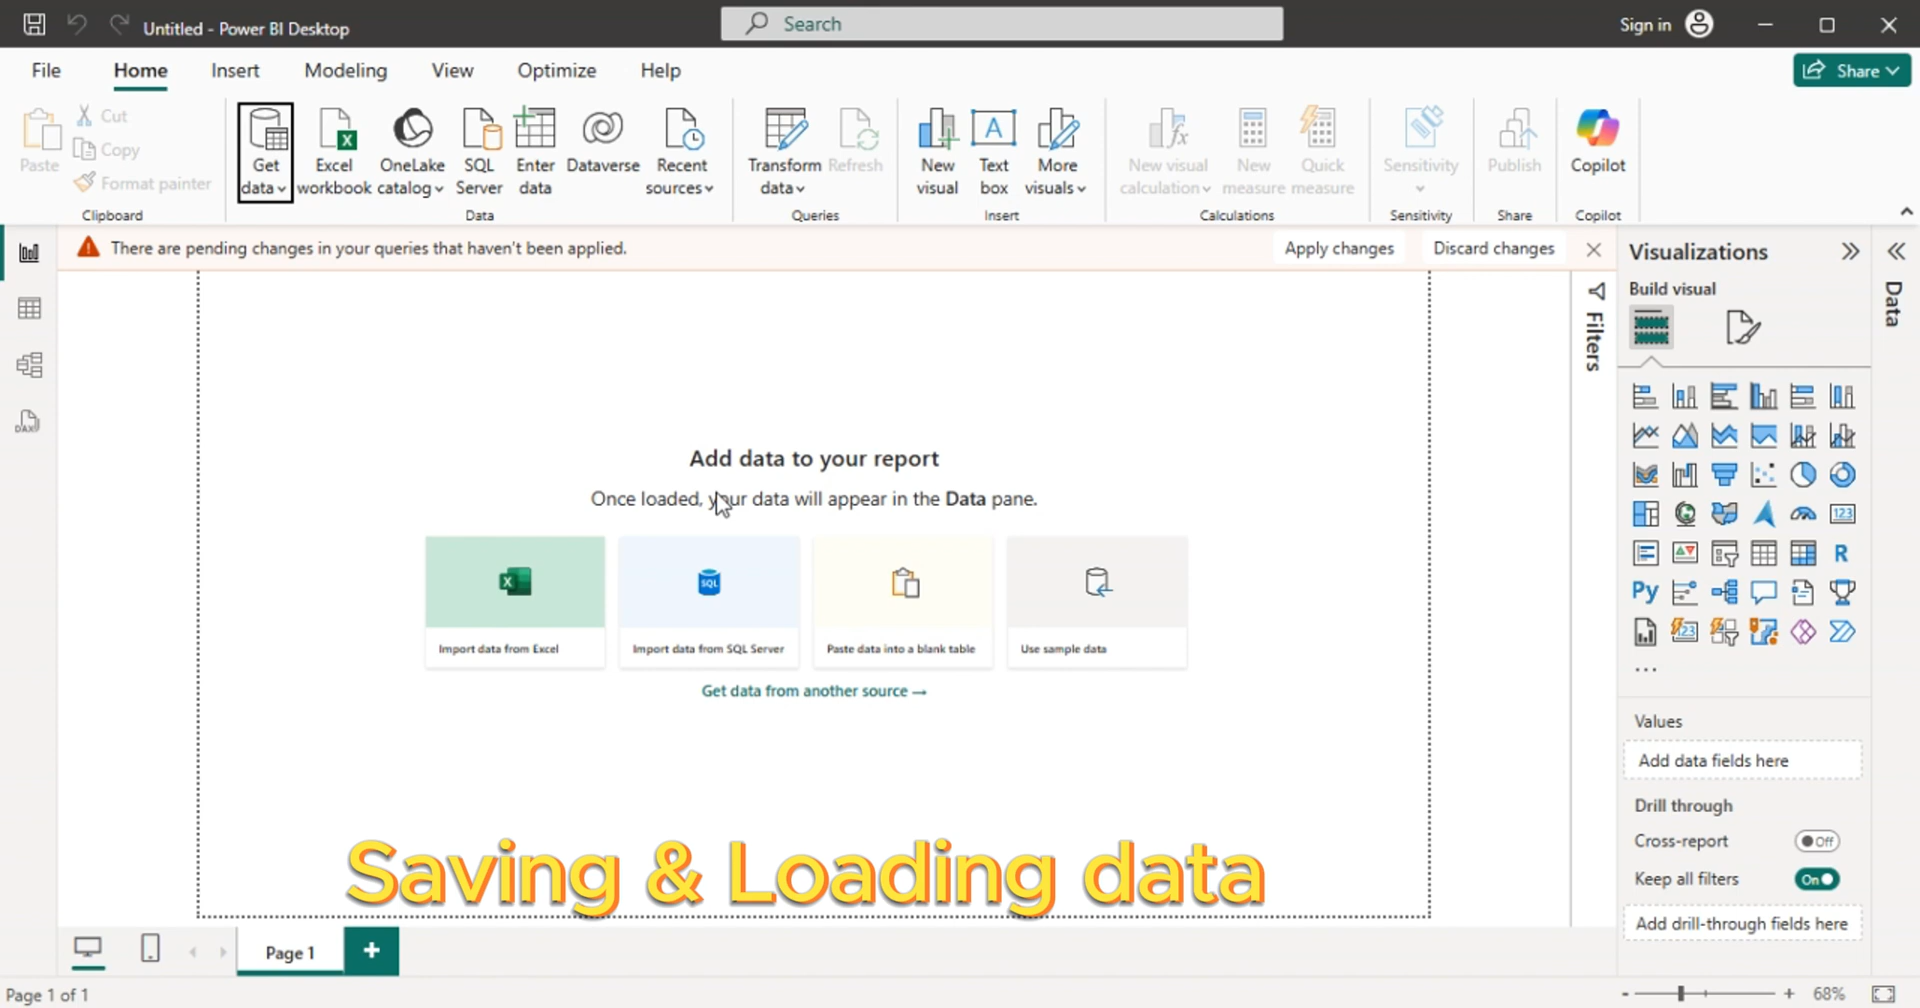 Untitled - Power BI Desktop
Search
Sign in
File
Home
Insert
Modeling
View
Optimize
Help
Share
Paste
Cut
Copy
Format painter
Clipboard
Get data
Excel workbook
OneLake catalog
SQL Server
Enter data
Dataverse
Recent sources
Data
Transform data
Refresh
Queries
New visual
Text box
More visuals
Insert
New visual calculation
New measure
Quick measure
Calculations
Sensitivity
Sensitivity
Publish
Share
Copilot
Copilot
There are pending changes in your queries that haven't been applied.
Apply changes
Discard changes
Visualizations
Build visual
Filters
Data
DAX
Add data to your report
Once loaded, your data will appear in the Data pane.
SQL
Import data from Excel
Import data from SQL Server
Paste data into a blank table
Use sample data
Get data from another source →
123
R
Py
123
...
Values
Add data fields here
Drill through
Cross-report
Off
Keep all filters
On
Add drill-through fields here
Saving & Loading data
Page 1
+
Page 1 of 1
- + 68%